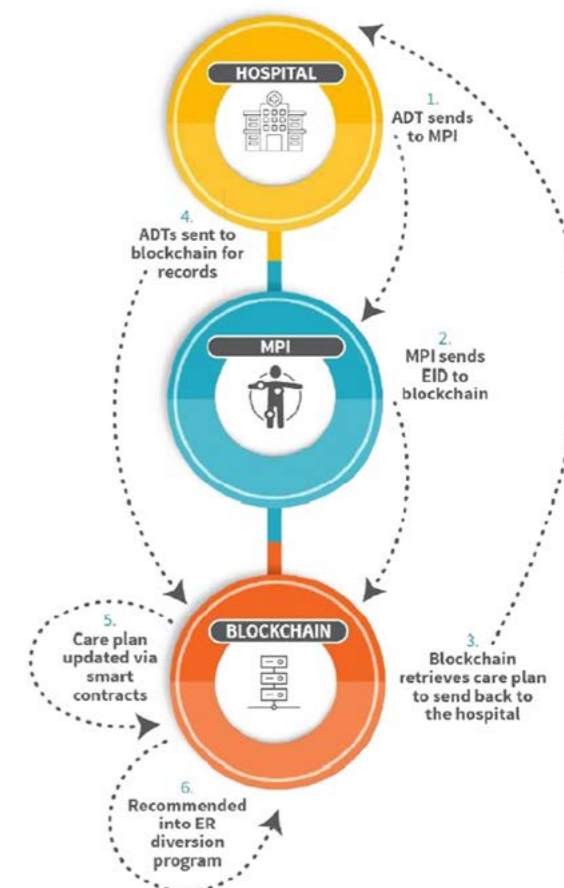 HOSPITAL
1.
ADT sends
to MPI
4.
ADTs sent to
blockchain for
records
MPI
2.
MPI sends
EID to
blockchain
BLOCKCHAIN
3.
Blockchain
retrieves care plan
to send back to
the hospital
5.
Care plan
updated via
smart
contracts
6.
Recommended
into ER
diversion
program